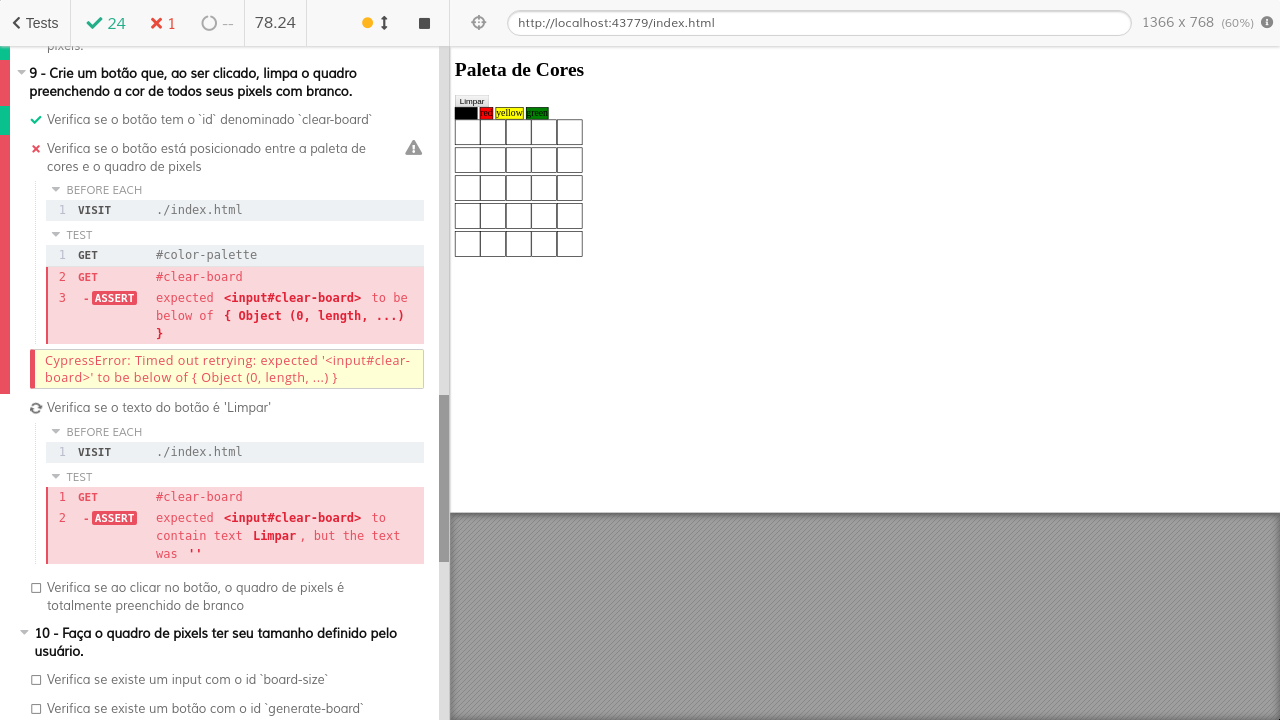 Tests 24 1 -- 78.24 http://localhost:43779/index.html 1366 x 768 (60%)
pixels.
9 - Crie um botão que, ao ser clicado, limpa o quadro
preenchendo a cor de todos seus pixels com branco.
Verifica se o botão tem o `id` denominado `clear-board`
Verifica se o botão está posicionado entre a paleta de
cores e o quadro de pixels
BEFORE EACH
1 VISIT ./index.html
TEST
1 GET #color-palette
2 GET #clear-board
3 -ASSERT expected <input#clear-board> to be
below of { Object (0, length, ...)
}
CypressError: Timed out retrying: expected '<input#clear-
board>' to be below of { Object (0, length, ...) }
Verifica se o texto do botão é 'Limpar'
BEFORE EACH
1 VISIT ./index.html
TEST
1 GET #clear-board
2 -ASSERT expected <input#clear-board> to
contain text Limpar, but the text
was ''
Verifica se ao clicar no botão, o quadro de pixels é
totalmente preenchido de branco
10 - Faça o quadro de pixels ter seu tamanho definido pelo
usuário.
Verifica se existe um input com o id `board-size`
Verifica se existe um botão com o id `generate-board`
Paleta de Cores
Limpar
red yellow green